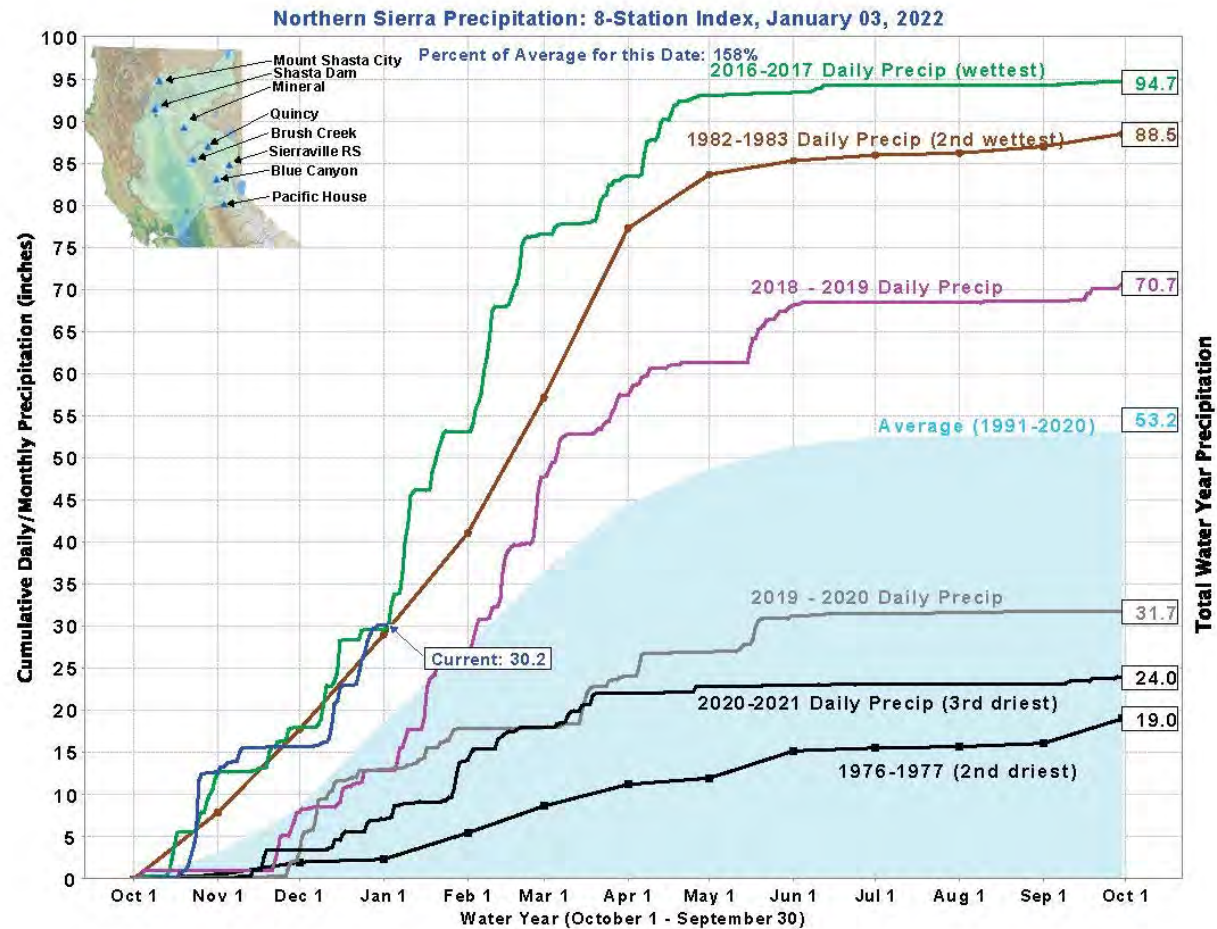 Northern Sierra Precipitation: 8-Station Index, January 03, 2022
Percent of Average for this Date: 158%
Mount Shasta City
Shasta Dam
Mineral
Quincy
Brush Creek
Sierraville RS
Blue Canyon
Pacific House
2016-2017 Daily Precip (wettest)
94.7
1982-1983 Daily Precip (2nd wettest)
88.5
2018 - 2019 Daily Precip
70.7
Average (1991-2020)
53.2
2019 - 2020 Daily Precip
31.7
Current: 30.2
2020-2021 Daily Precip (3rd driest)
24.0
1976-1977 (2nd driest)
19.0
Cumulative Daily/Monthly Precipitation (inches)
100
95
90
85
80
75
70
65
60
55
50
45
40
35
30
25
20
15
10
5
0
Total Water Year Precipitation
Oct 1 Nov 1 Dec 1 Jan 1 Feb 1 Mar 1 Apr 1 May 1 Jun 1 Jul 1 Aug 1 Sep 1 Oct 1
Water Year (October 1 - September 30)